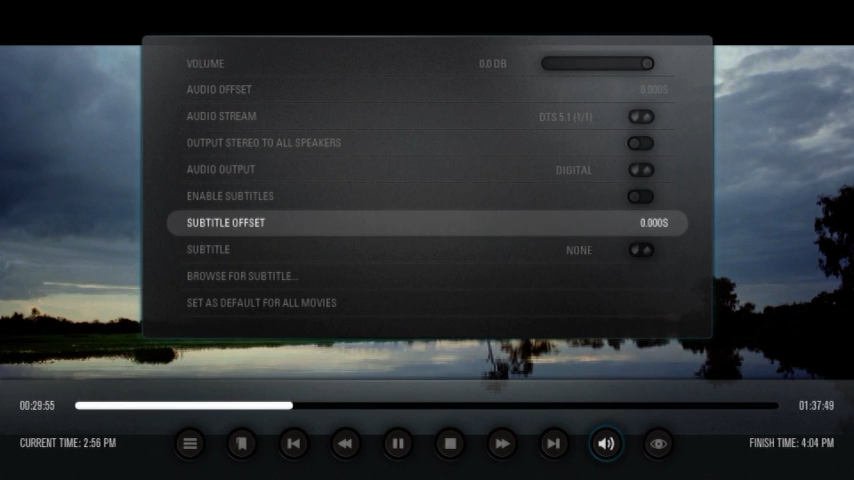 VOLUME 0.0 DB
AUDIO OFFSET 0.000S
AUDIO STREAM DTS 5.1 (1/1)
OUTPUT STEREO TO ALL SPEAKERS
AUDIO OUTPUT DIGITAL
ENABLE SUBTITLES
SUBTITLE OFFSET 0.000S
SUBTITLE NONE
BROWSE FOR SUBTITLE...
SET AS DEFAULT FOR ALL MOVIES
00:29:55 01:37:49
CURRENT TIME: 2:56 PM FINISH TIME: 4:04 PM